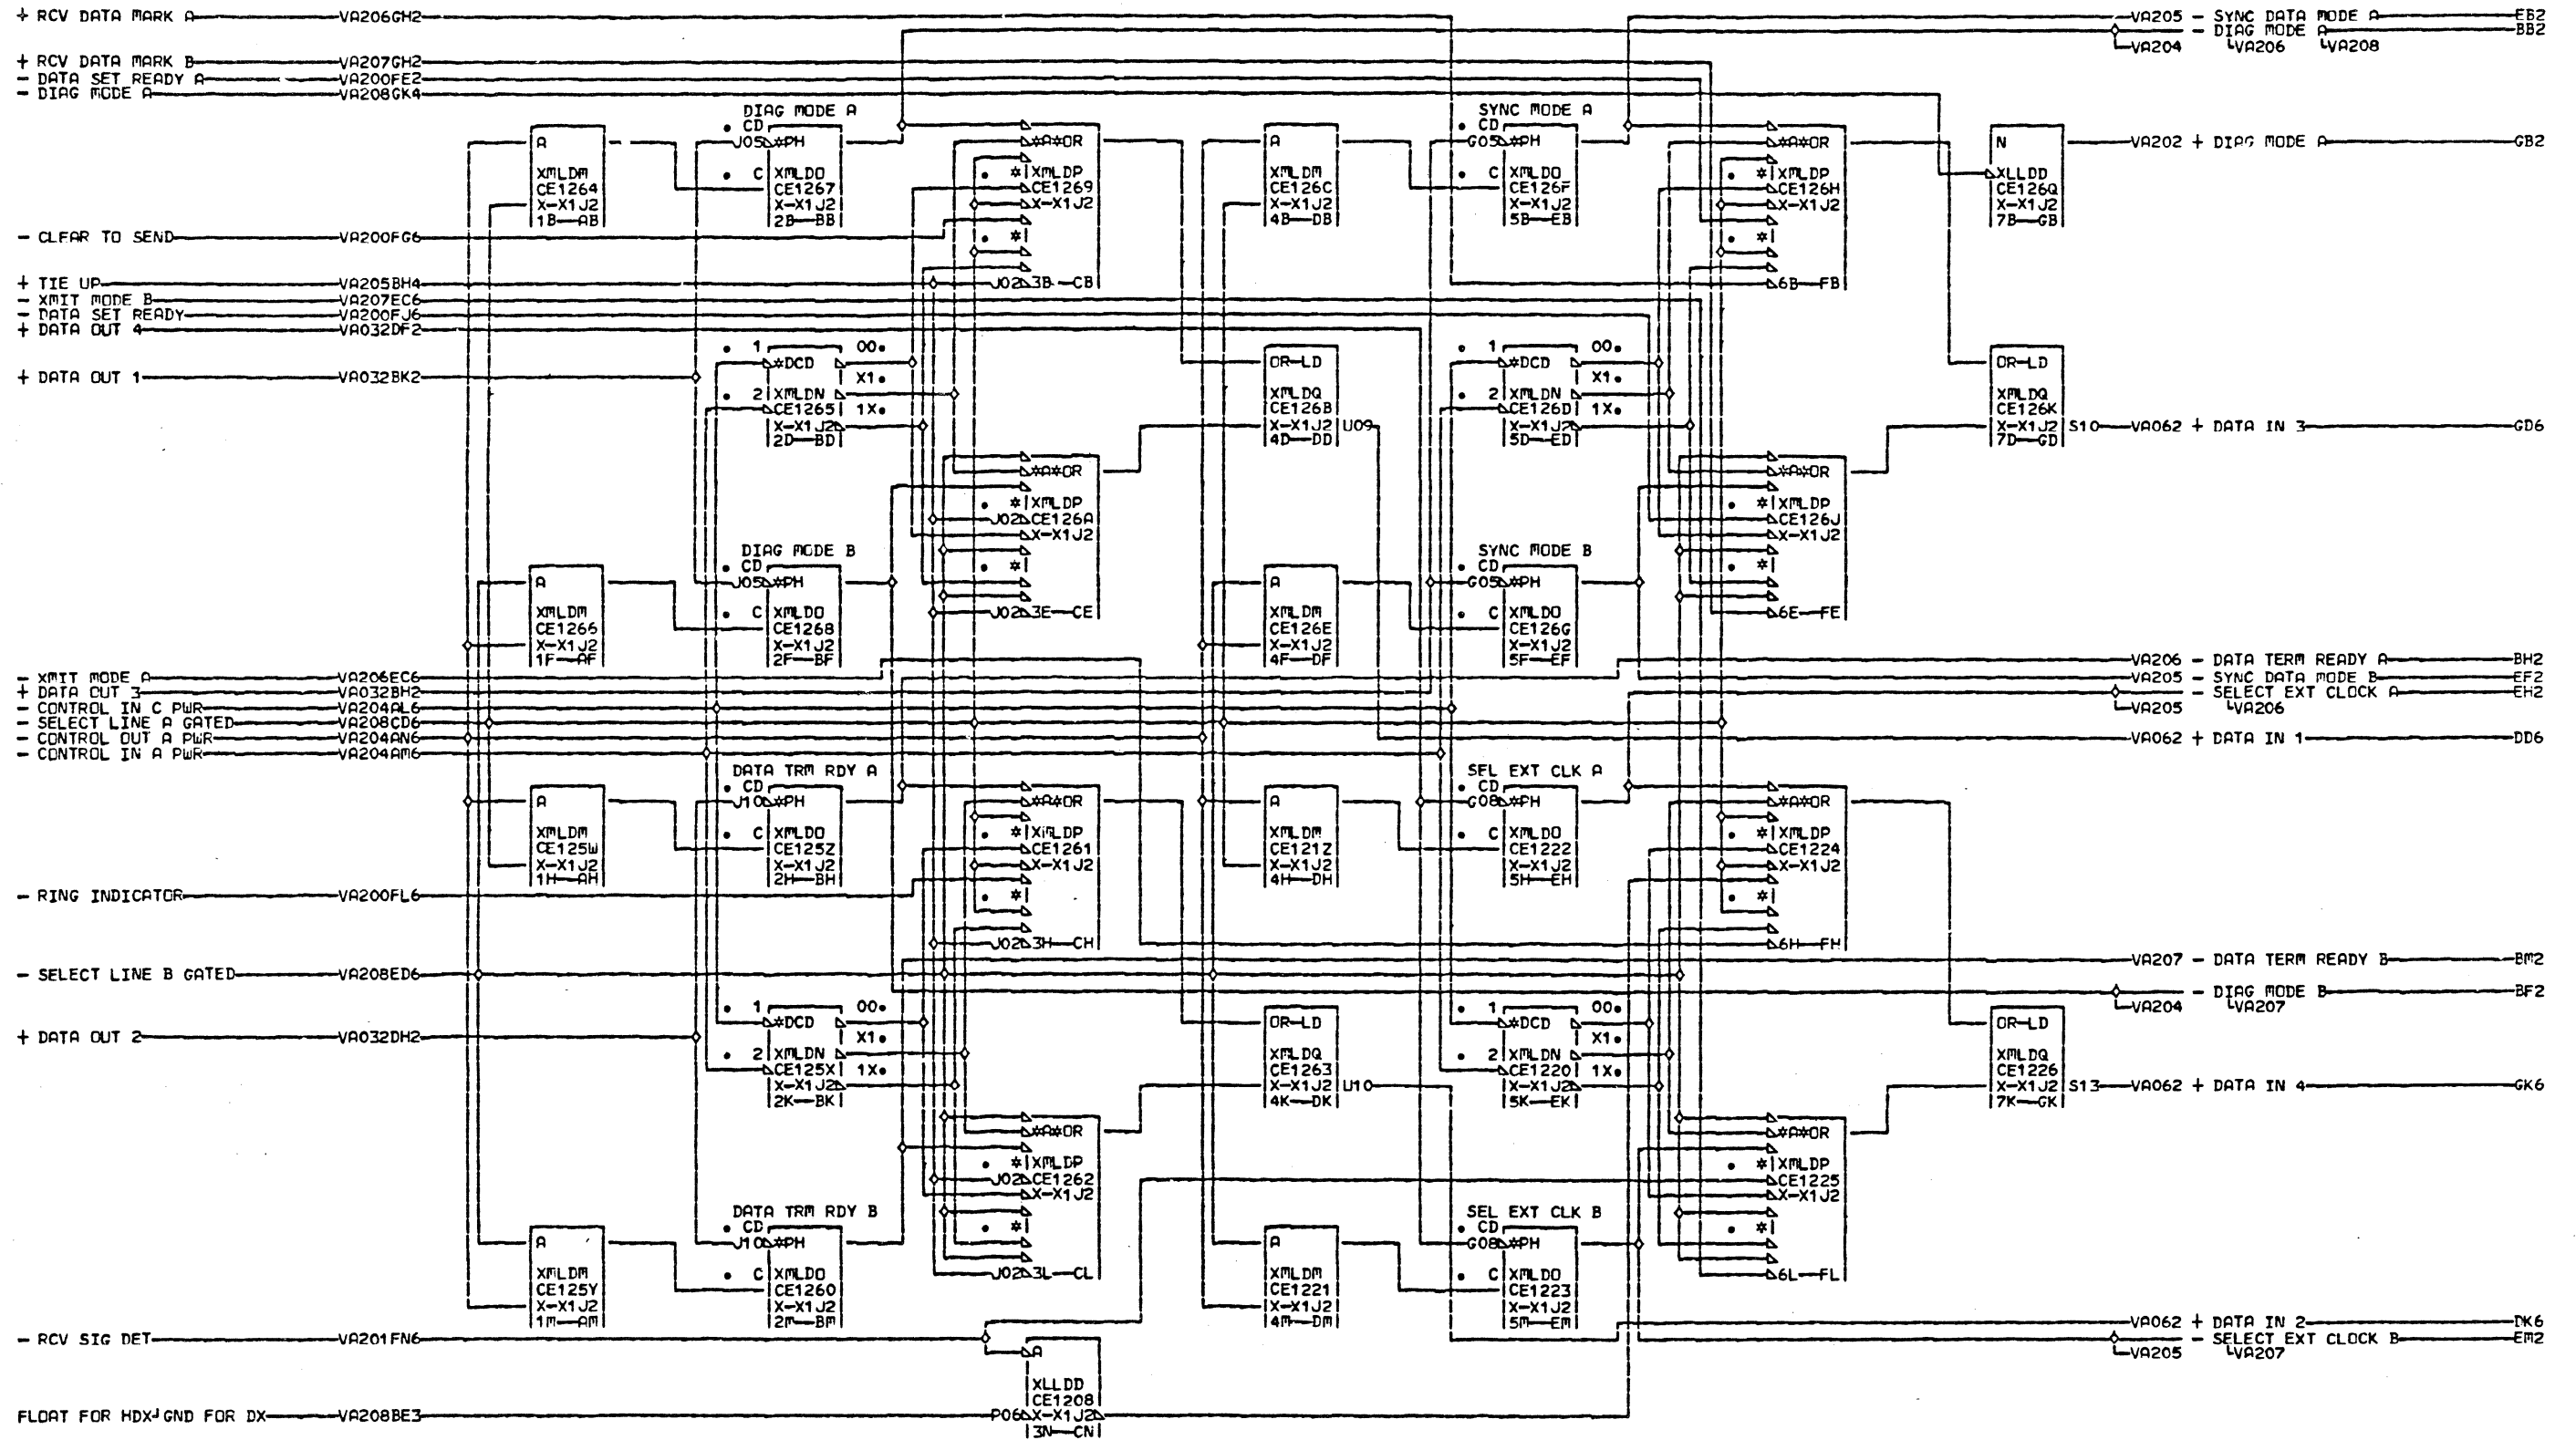 + RCV DATA MARK A VA206GH2
+ RCV DATA MARK B VA207GH2
- DATA SET READY A VA200FE2
- DIAG MODE A VA208GK4
- CLEAR TO SEND VA200FG6
+ TIE UP VA205BH4
- XMIT MODE B VA207EC6
- DATA SET READY VA200FJ6
+ DATA OUT 4 VA032DF2
+ DATA OUT 1 VA032BK2
- XMIT MODE A VA206EC6
+ DATA OUT 3 VA032BH2
- CONTROL IN C PWR VA204AL6
- SELECT LINE A GATED VA208CD6
- CONTROL OUT A PWR VA204AN6
- CONTROL IN A PWR VA204AM6
- RING INDICATOR VA200FL6
- SELECT LINE B GATED VA208ED6
+ DATA OUT 2 VA032DH2
- RCV SIG DET VA201FN6
FLOAT FOR HDX GND FOR DX VA208BE3
A
XMLDM
CE1264
X-X1J2
1B AB
A
XMLDM
CE1266
X-X1J2
1F AF
A
XMLDM
CE125W
X-X1J2
1H AH
A
XMLDM
CE125Y
X-X1J2
1M AM
DIAG MODE A
CD
J05 *PH
C XMLDO
CE1267
X-X1J2
2B BB
1 00
*DCD
X1
2 XMLDN
CE1265 1X
X-X1J2
2D BD
DIAG MODE B
CD
J05 *PH
C XMLDO
CE1268
X-X1J2
2F BF
DATA TRM RDY A
CD
J10 *PH
C XMLDO
CE125Z
X-X1J2
2H BH
1 00
*DCD
X1
2 XMLDN
CE125X 1X
X-X1J2
2K BK
DATA TRM RDY B
CD
J10 *PH
C XMLDO
CE1260
X-X1J2
2M BM
*A*OR
* XMLDP
CE1269
X-X1J2
*
J02 3B CB
*A*OR
* XMLDP
J02 CE126A
X-X1J2
*
J02 3E CE
*A*OR
* XMLDP
CE1261
X-X1J2
*
J02 3H CH
*A*OR
* XMLDP
J02 CE1262
X-X1J2
*
J02 3L CL
A
XLLDD
CE1208
P06 X-X1J2
3N CN
A
XMLDM
CE126C
X-X1J2
4B DB
OR-LD
XMLDQ
CE126B
X-X1J2 U09
4D DD
A
XMLDM
CE126E
X-X1J2
4F DF
A
XMLDM
CE121Z
X-X1J2
4H DH
OR-LD
XMLDQ
CE1263
X-X1J2 U10
4K DK
A
XMLDM
CE1221
X-X1J2
4M DM
SYNC MODE A
CD
G05 *PH
C XMLDO
CE126F
X-X1J2
5B EB
1 00
*DCD
X1
2 XMLDN
CE126D 1X
X-X1J2
5D ED
SYNC MODE B
CD
G05 *PH
C XMLDO
CE126G
X-X1J2
5F EF
SEL EXT CLK A
CD
G08 *PH
C XMLDO
CE1222
X-X1J2
5H EH
1 00
*DCD
X1
2 XMLDN
CE1220 1X
X-X1J2
5K EK
SEL EXT CLK B
CD
G08 *PH
C XMLDO
CE1223
X-X1J2
5M EM
*A*OR
* XMLDP
CE126H
X-X1J2
*
6B FB
*A*OR
* XMLDP
CE126J
X-X1J2
*
6E FE
*A*OR
* XMLDP
CE1224
X-X1J2
*
6H FH
*A*OR
* XMLDP
CE1225
X-X1J2
*
6L FL
N
XLLDD
CE126Q
X-X1J2
7B GB
OR-LD
XMLDQ
CE126K
X-X1J2 S10
7D GD
OR-LD
XMLDQ
CE1226
X-X1J2 S13
7K GK
VA205 - SYNC DATA MODE A EB2
- DIAG MODE A BB2
VA204 VA206 VA208
VA202 + DIAG MODE A GB2
VA062 + DATA IN 3 GD6
VA206 - DATA TERM READY A BH2
VA205 - SYNC DATA MODE B EF2
- SELECT EXT CLOCK A EH2
VA205 VA206
VA062 + DATA IN 1 DD6
VA207 - DATA TERM READY B BM2
- DIAG MODE B BF2
VA204 VA207
VA062 + DATA IN 4 GK6
VA062 + DATA IN 2 DK6
- SELECT EXT CLOCK B EM2
VA205 VA207